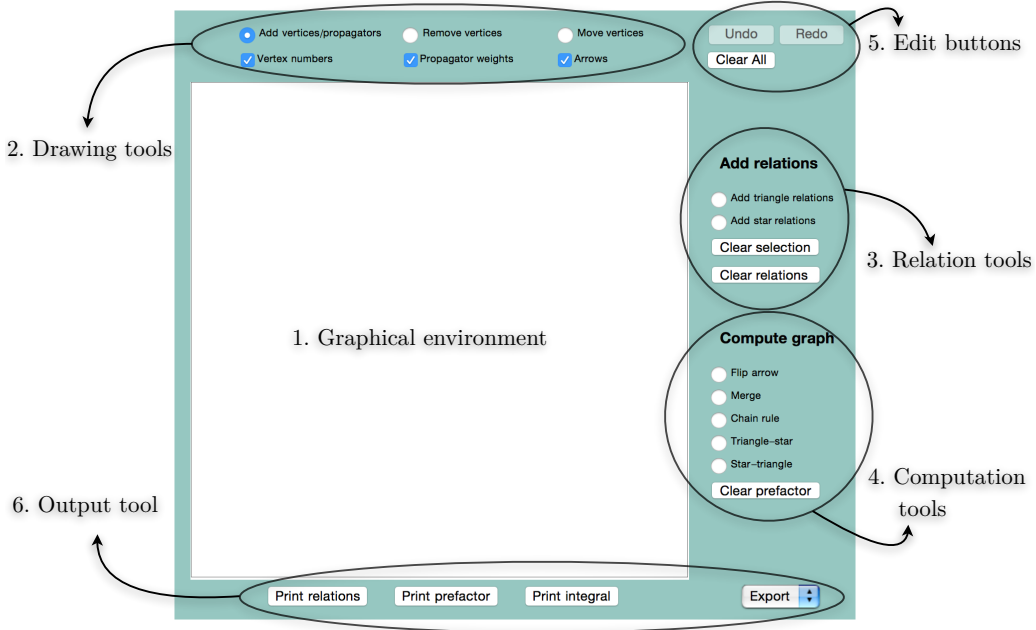 Add vertices/propagators Remove vertices Move vertices
Vertex numbers Propagator weights Arrows
Undo Redo
Clear All
5. Edit buttons
2. Drawing tools
Add relations
Add triangle relations
Add star relations
Clear selection
Clear relations
3. Relation tools
1. Graphical environment
Compute graph
Flip arrow
Merge
Chain rule
Triangle–star
Star–triangle
Clear prefactor
4. Computation
tools
6. Output tool
Print relations Print prefactor Print integral Export